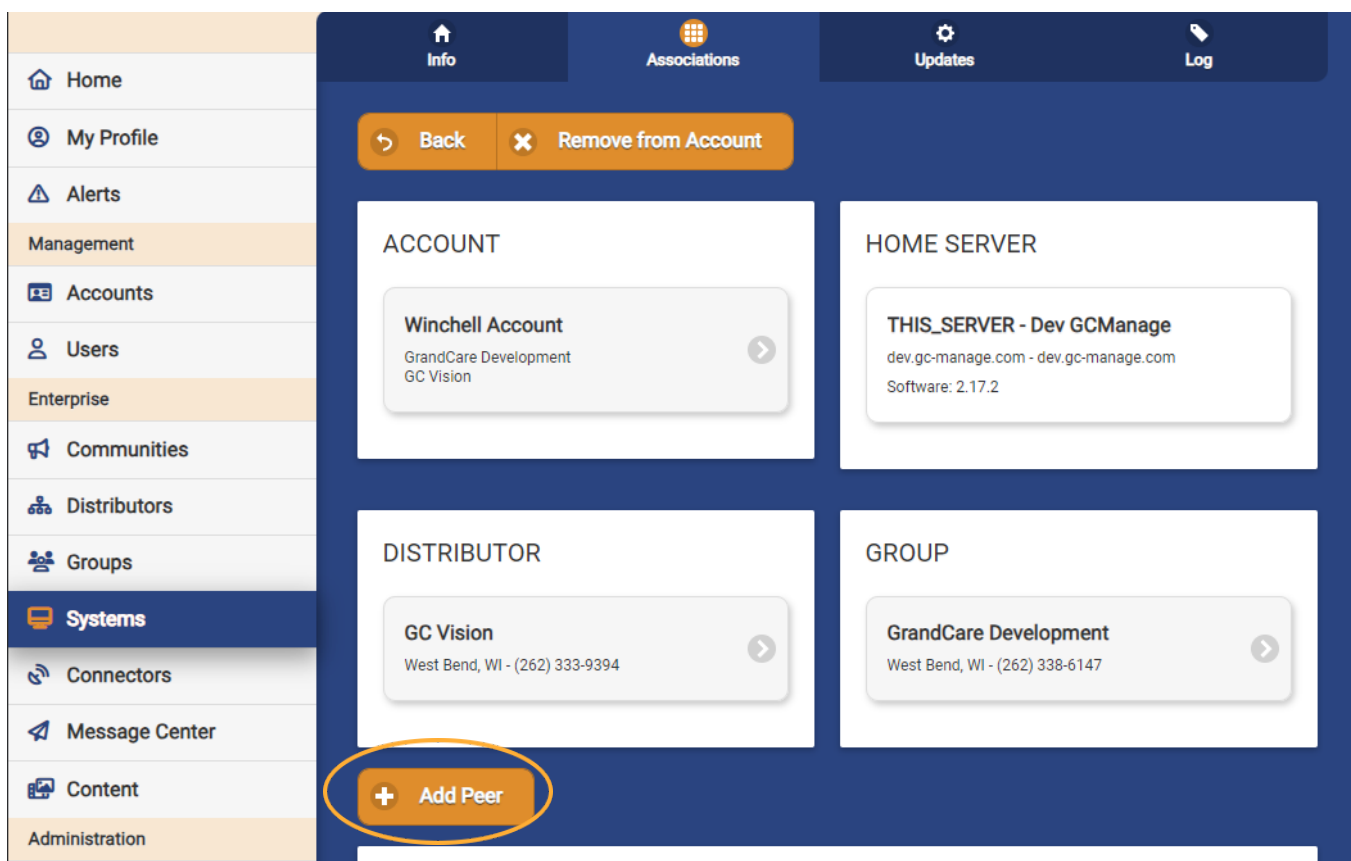 Home
My Profile
Alerts
Management
Accounts
Users
Enterprise
Communities
Distributors
Groups
Systems
Connectors
Message Center
Content
Administration
Info
Associations
Updates
Log
Back
Remove from Account
ACCOUNT
Winchell Account
GrandCare Development
GC Vision
HOME SERVER
THIS_SERVER - Dev GCManage
dev.gc-manage.com - dev.gc-manage.com
Software: 2.17.2
DISTRIBUTOR
GC Vision
West Bend, WI - (262) 333-9394
GROUP
GrandCare Development
West Bend, WI - (262) 338-6147
Add Peer